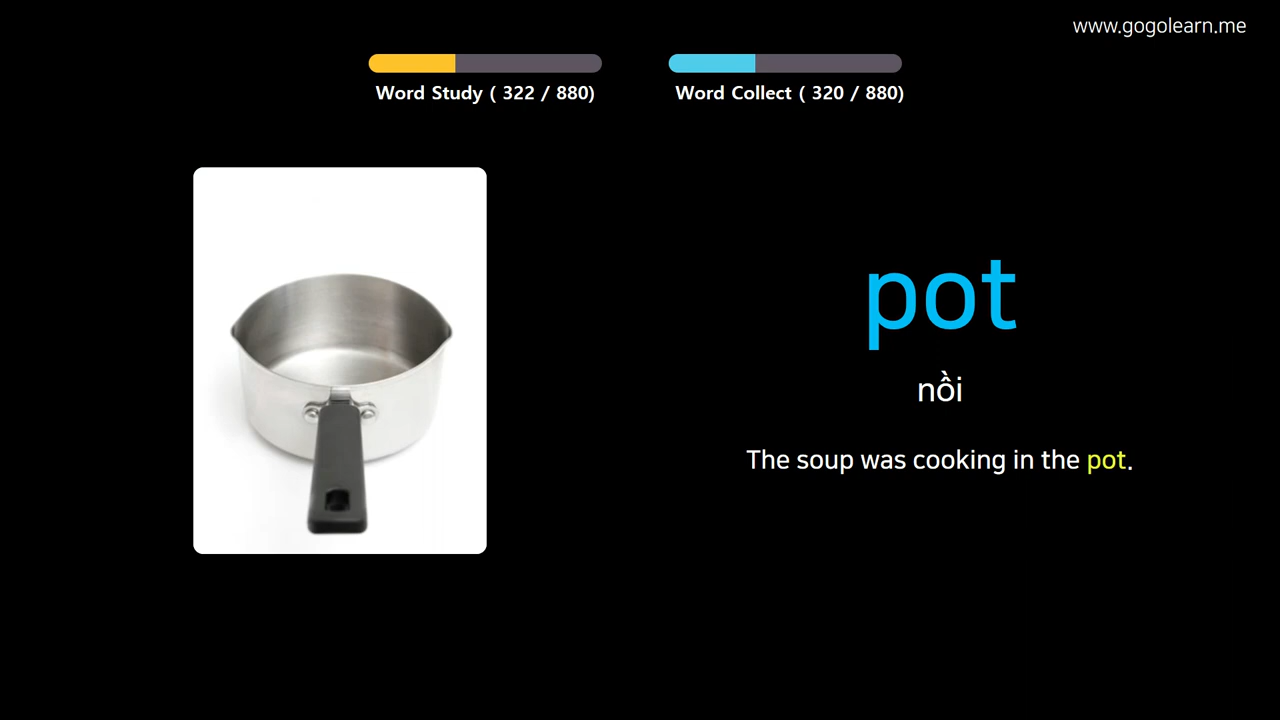 www.gogolearn.me
Word Study ( 322 / 880)
Word Collect ( 320 / 880)
pot
nồi
The soup was cooking in the pot.